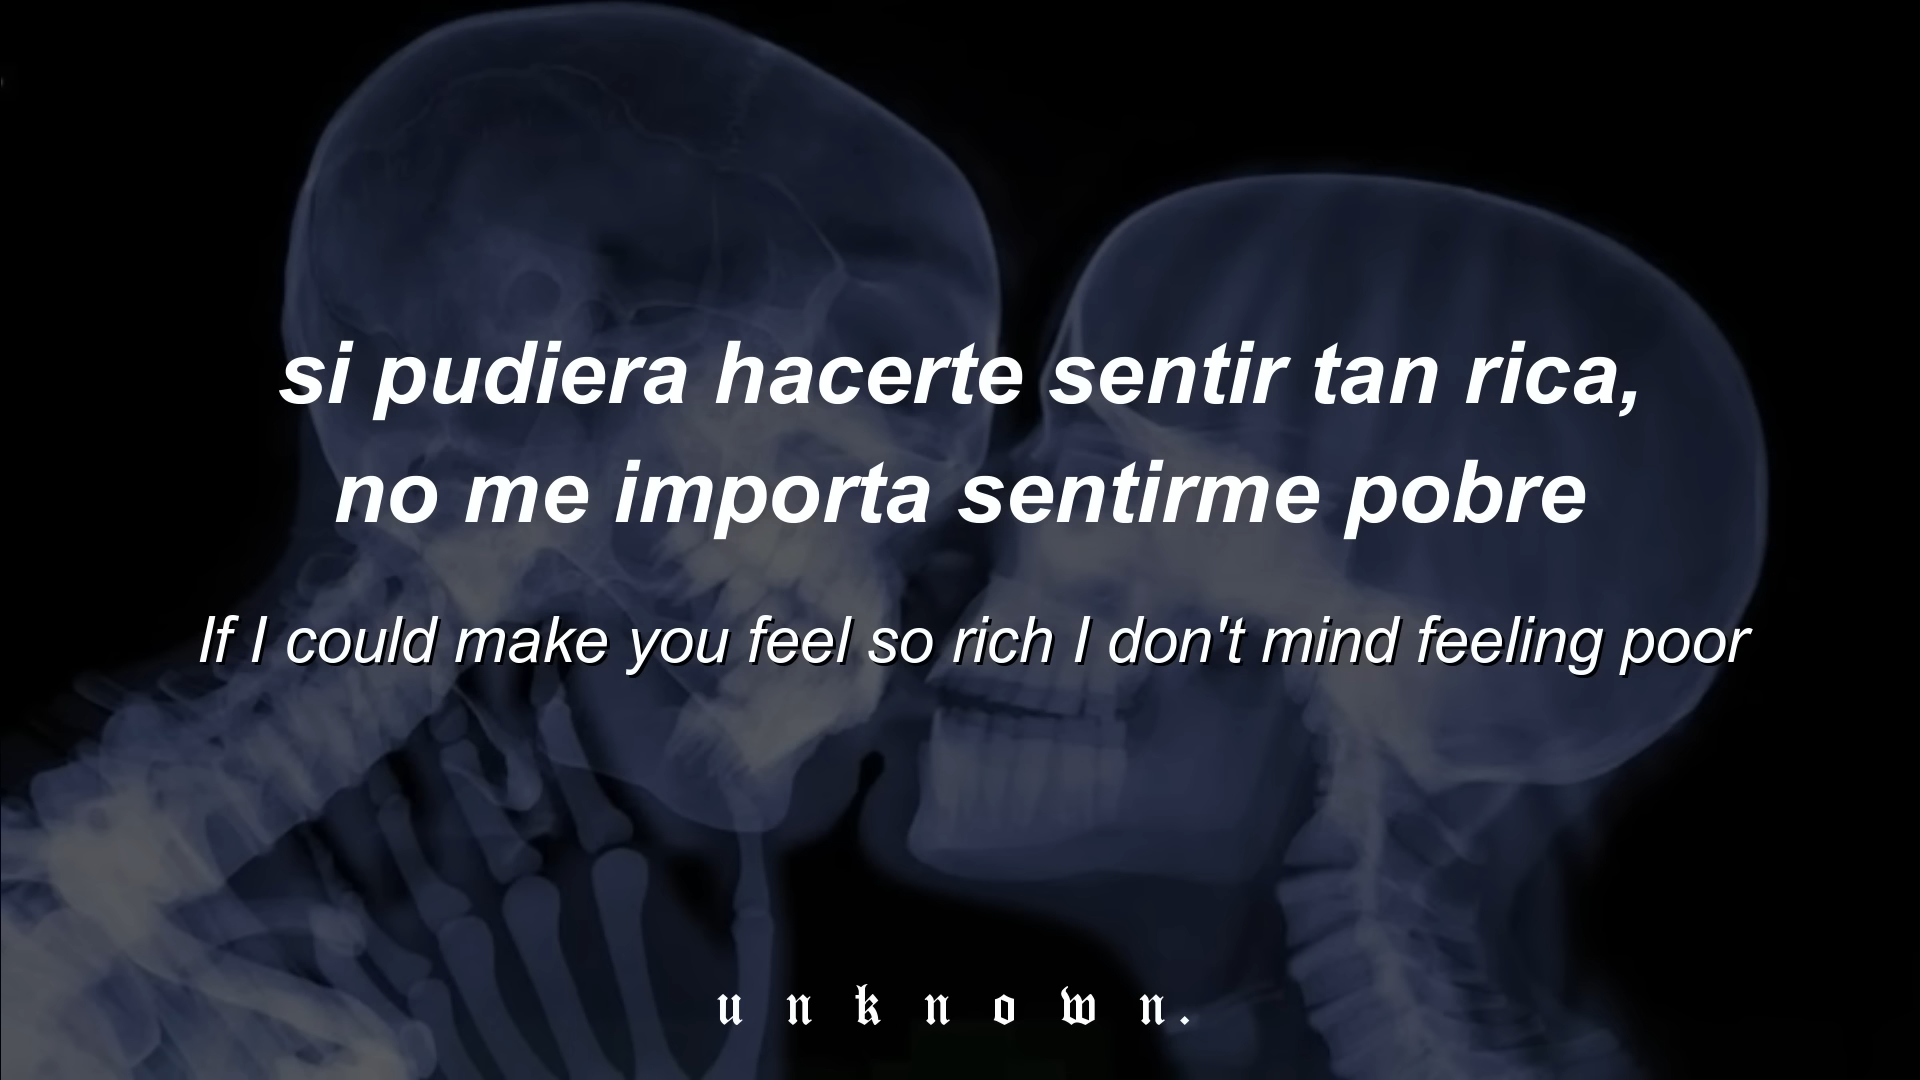 si pudiera hacerte sentir tan rica,
no me importa sentirme pobre
If I could make you feel so rich I don't mind feeling poor
unknown.